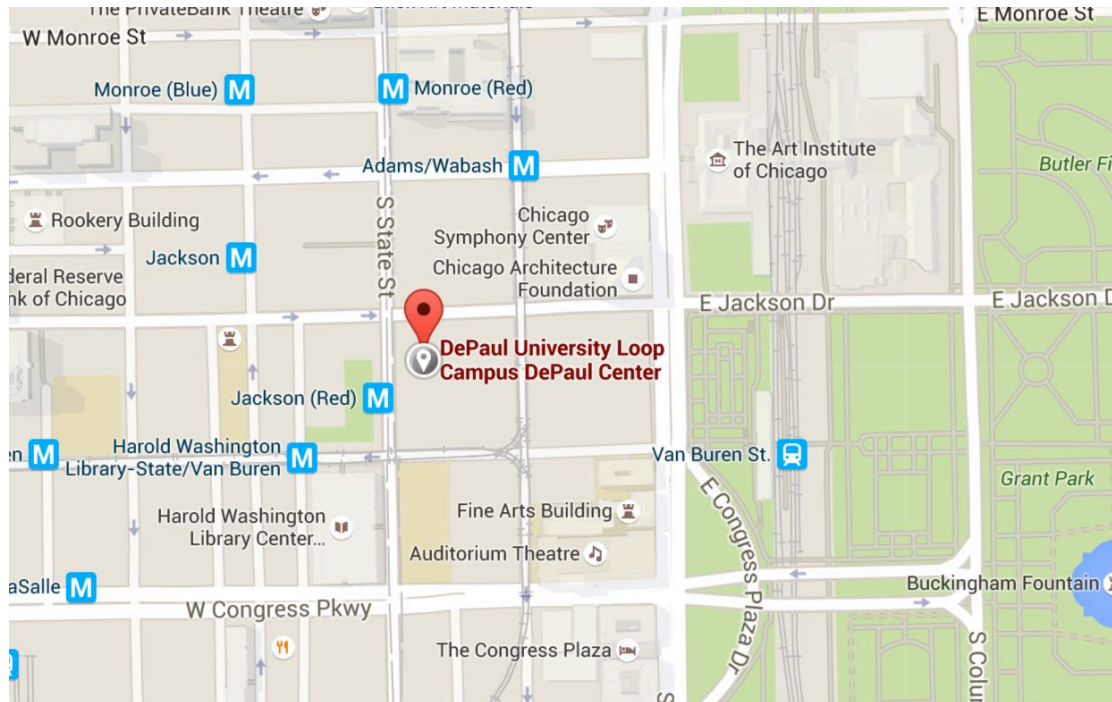 The PrivateBank Theatre
E Monroe St
W Monroe St
Monroe (Blue)
M
M
Monroe (Red)
Adams/Wabash
M
The Art Institute
of Chicago
Butler Fi
Rookery Building
S State St
Chicago
Symphony Center
Jackson
M
deral Reserve
nk of Chicago
Chicago Architecture
Foundation
E Jackson Dr
E Jackson D
DePaul University Loop
Campus DePaul Center
Jackson (Red)
M
en
M
Harold Washington
Library-State/Van Buren
M
Van Buren St.
Grant Park
E Congress Plaza Dr
Fine Arts Building
Harold Washington
Library Center...
Auditorium Theatre
aSalle
M
W Congress Pkwy
Buckingham Fountain
The Congress Plaza
S Colum
S